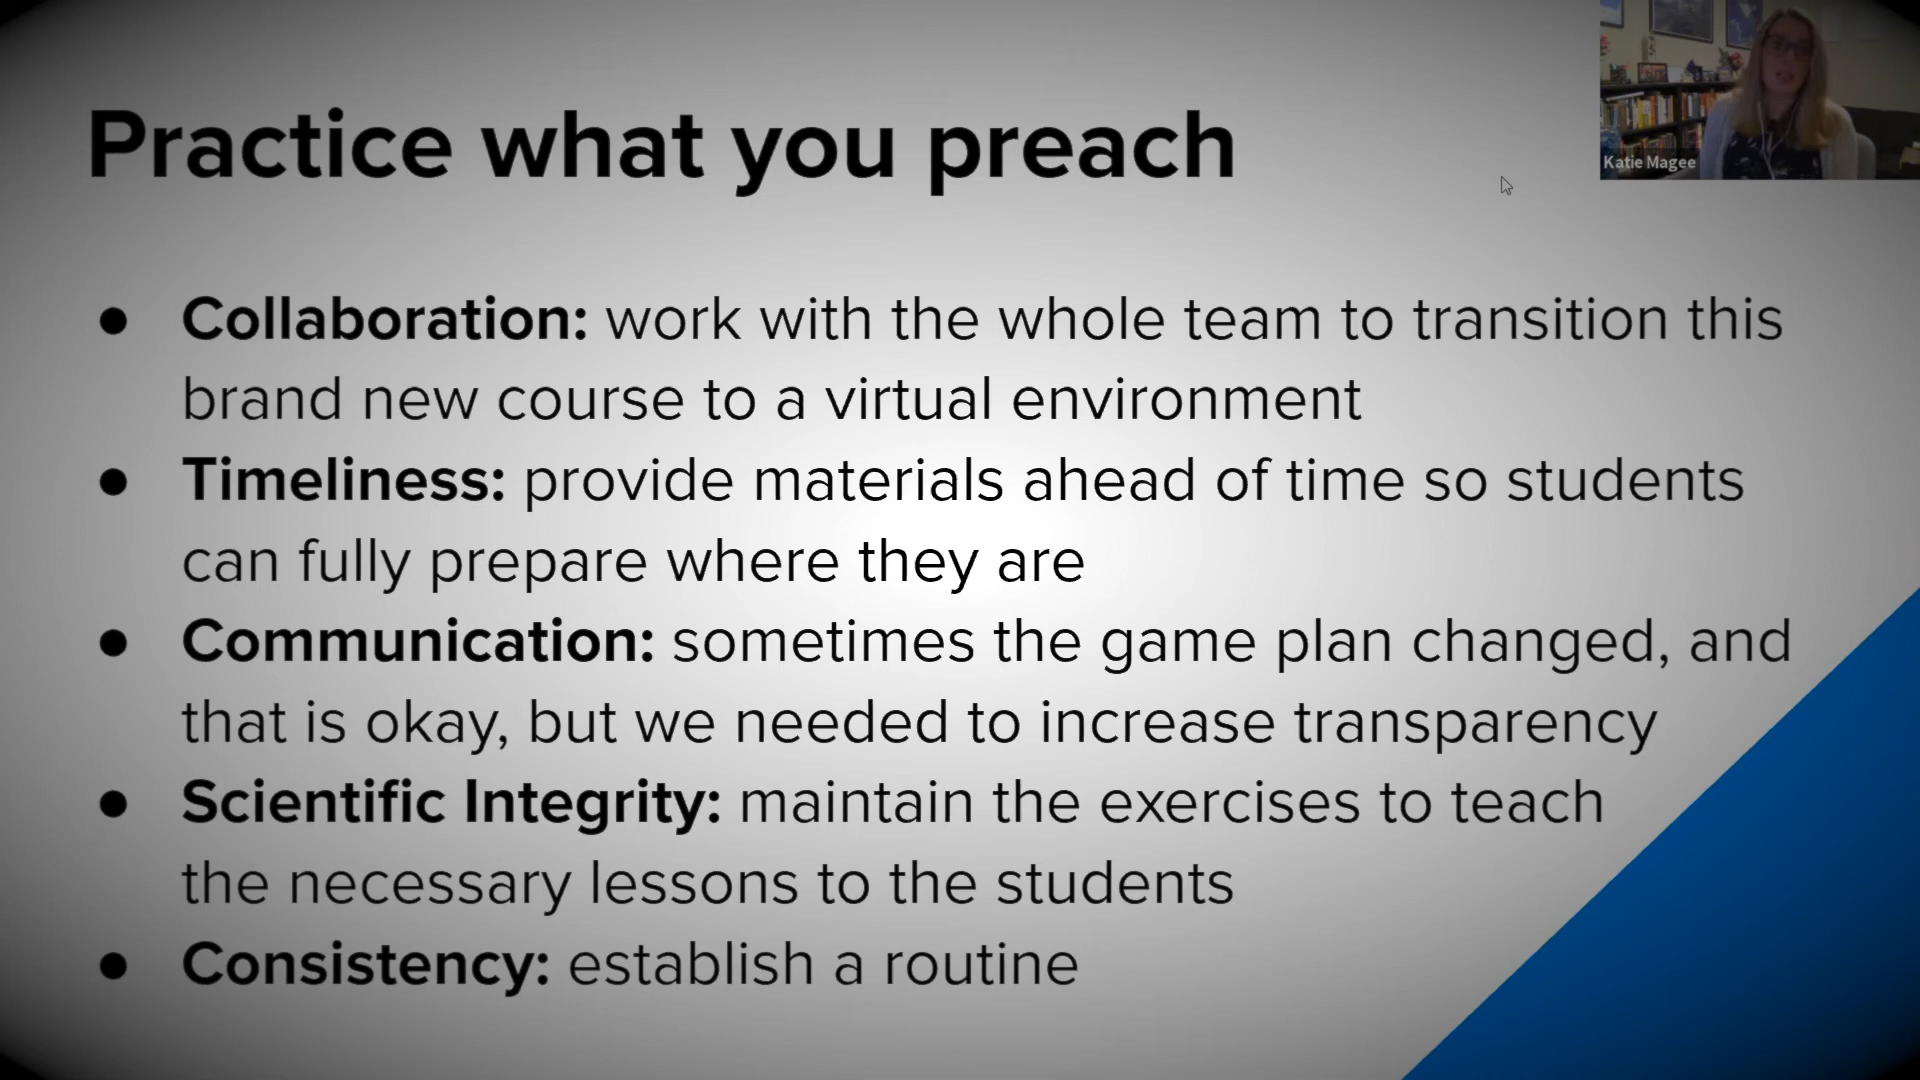 Practice what you preach
Katie Magee
● Collaboration: work with the whole team to transition this
brand new course to a virtual environment
● Timeliness: provide materials ahead of time so students
can fully prepare where they are
● Communication: sometimes the game plan changed, and
that is okay, but we needed to increase transparency
● Scientific Integrity: maintain the exercises to teach
the necessary lessons to the students
● Consistency: establish a routine